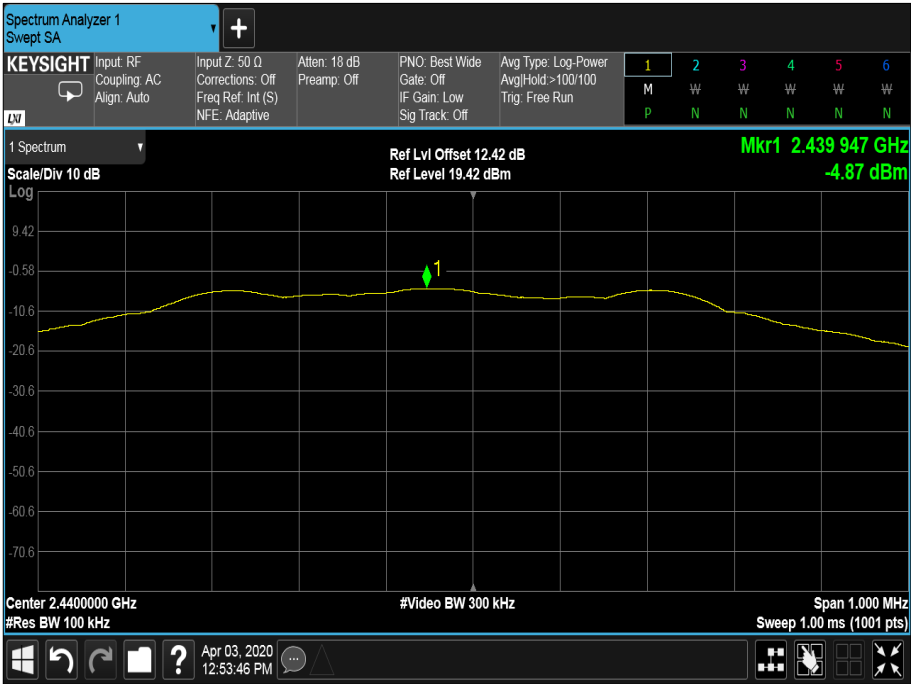 Spectrum Analyzer 1
Swept SA
+
KEYSIGHT
LXI
Input: RF
Coupling: AC
Align: Auto
Input Z: 50 Ω
Corrections: Off
Freq Ref: Int (S)
NFE: Adaptive
Atten: 18 dB
Preamp: Off
PNO: Best Wide
Gate: Off
IF Gain: Low
Sig Track: Off
Avg Type: Log-Power
Avg|Hold:>100/100
Trig: Free Run
1 2 3 4 5 6
M W W W W W
P N N N N N
1 Spectrum
Scale/Div 10 dB
Ref Lvl Offset 12.42 dB
Ref Level 19.42 dBm
Mkr1 2.439 947 GHz
-4.87 dBm
Log
9.42
-0.58
1
-10.6
-20.6
-30.6
-40.6
-50.6
-60.6
-70.6
Center 2.4400000 GHz
#Video BW 300 kHz
Span 1.000 MHz
#Res BW 100 kHz
Sweep 1.00 ms (1001 pts)
?
Apr 03, 2020
12:53:46 PM